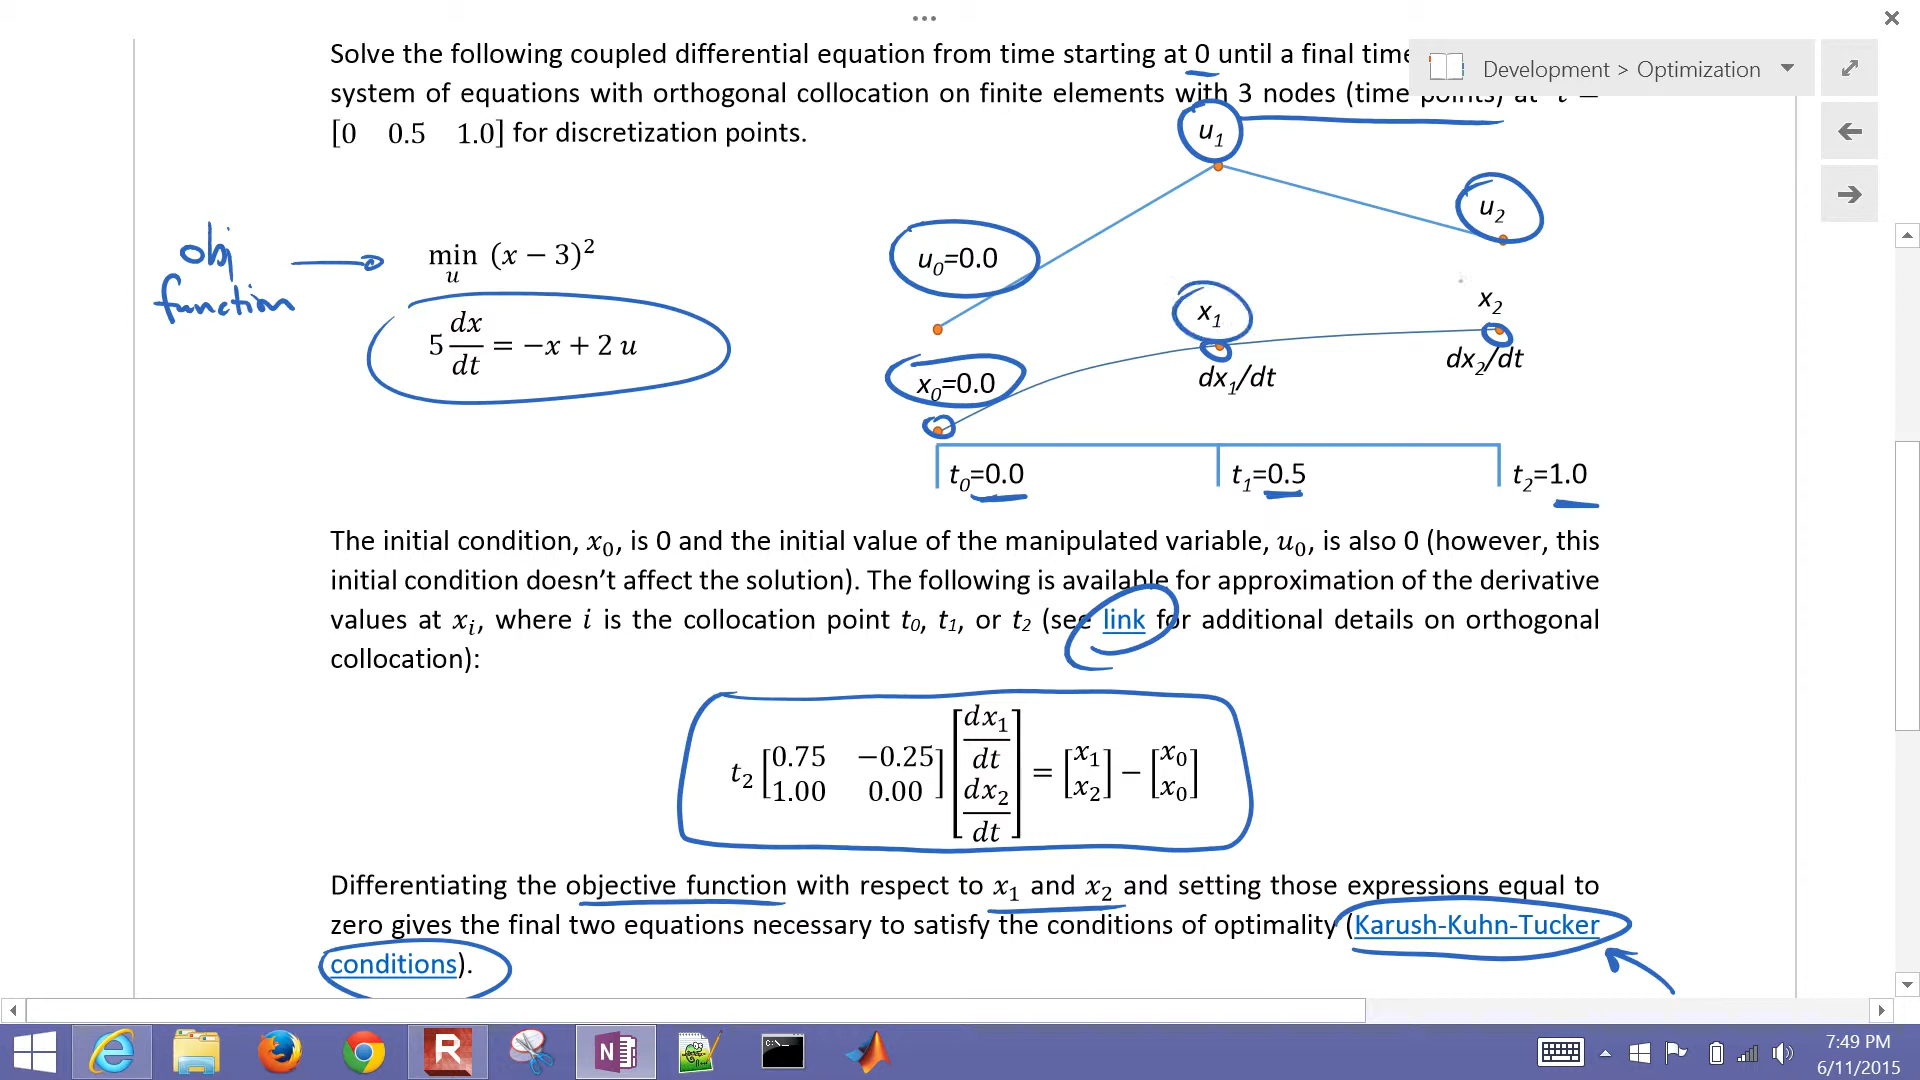 Solve the following coupled differential equation from time starting at 0 until a final time
Development > Optimization
system of equations with orthogonal collocation on finite elements with 3 nodes (time points) at t =
[0 0.5 1.0] for discretization points.
u₁
u₂
obj
function
min (x − 3)²
u
5 dx/dt = −x + 2 u
u₀=0.0
x₁
x₂
dx₁/dt
dx₂/dt
x₀=0.0
t₀=0.0
t₁=0.5
t₂=1.0
The initial condition, x₀, is 0 and the initial value of the manipulated variable, u₀, is also 0 (however, this
initial condition doesn't affect the solution). The following is available for approximation of the derivative
values at xᵢ, where i is the collocation point t₀, t₁, or t₂ (see link for additional details on orthogonal
collocation):
t₂ [0.75 −0.25; 1.00 0.00] [dx₁/dt; dx₂/dt] = [x₁; x₂] − [x₀; x₀]
Differentiating the objective function with respect to x₁ and x₂ and setting those expressions equal to
zero gives the final two equations necessary to satisfy the conditions of optimality (Karush-Kuhn-Tucker
conditions).
7:49 PM
6/11/2015